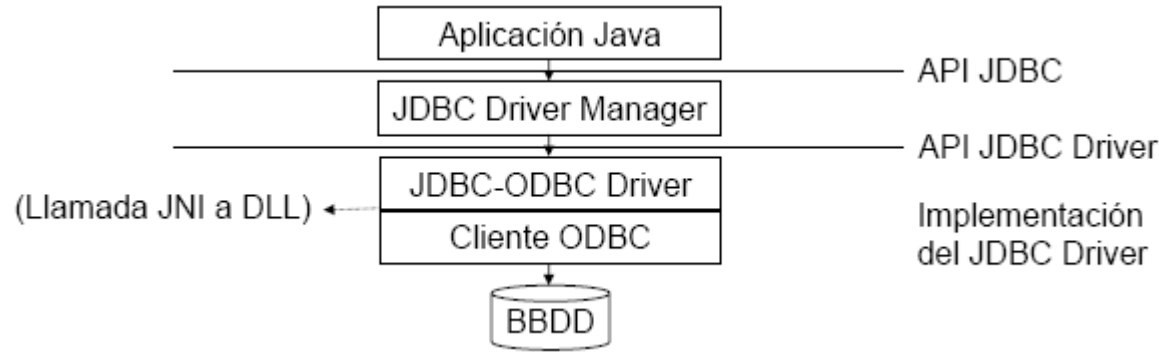 Aplicación Java
API JDBC
JDBC Driver Manager
API JDBC Driver
JDBC-ODBC Driver
(Llamada JNI a DLL)
Cliente ODBC
Implementación
del JDBC Driver
BBDD